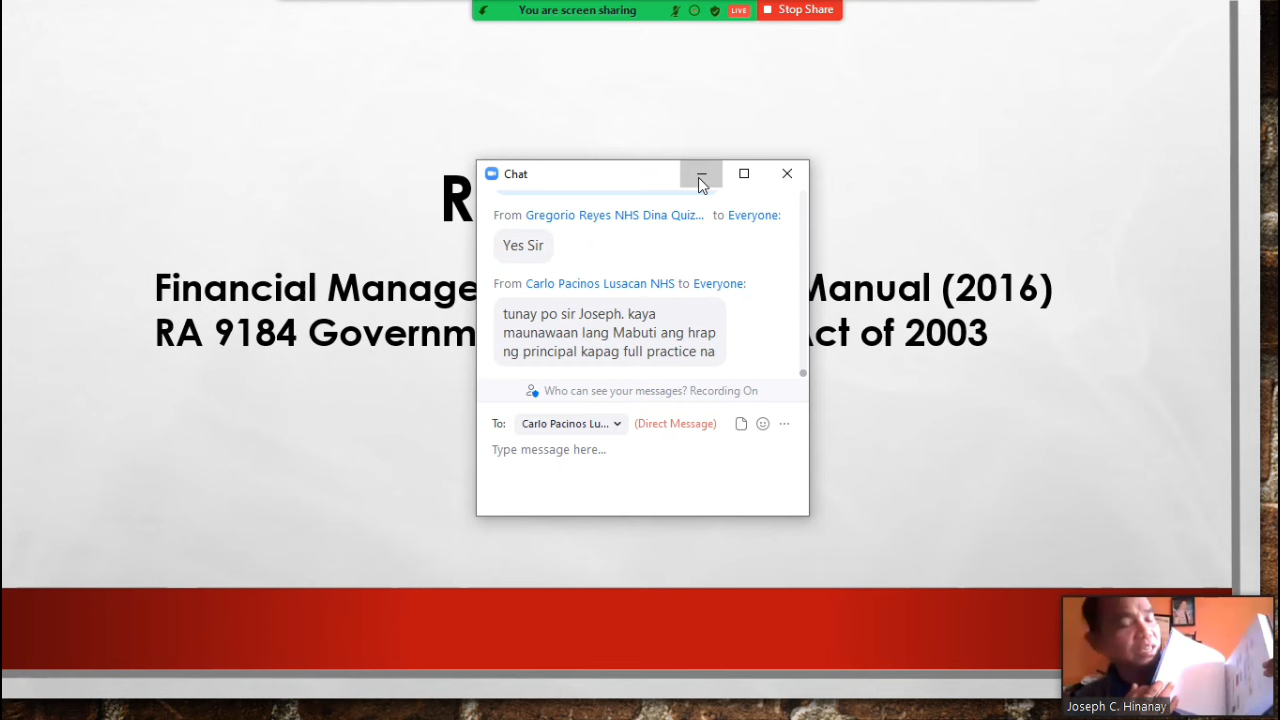 You are screen sharing LIVE Stop Share
Chat
R
From Gregorio Reyes NHS Dina Quiz... to Everyone:
Yes Sir
From Carlo Pacinos Lusacan NHS to Everyone:
Financial Manage Manual (2016)
RA 9184 Governm Act of 2003
tunay po sir Joseph. kaya
maunawaan lang Mabuti ang hrap
ng principal kapag full practice na
Who can see your messages? Recording On
To: Carlo Pacinos Lu... (Direct Message)
Type message here...
Joseph C. Hinanay